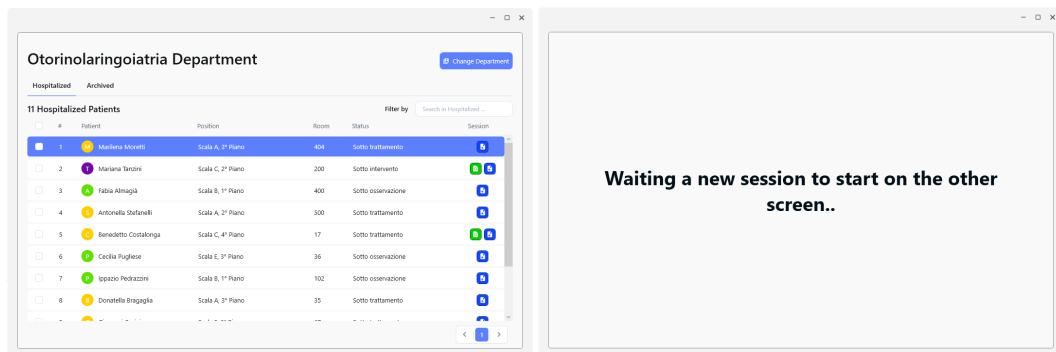 Otorinolaringoiatria Department
Change Department
Hospitalized Archived
11 Hospitalized Patients Filter by Search in Hospitalized ...
# Patient Position Room Status Session
1 M Marilena Moretti Scala A, 3° Piano 404 Sotto trattamento
2 T Mariana Tanzini Scala C, 2° Piano 200 Sotto intervento
3 A Fabia Almagià Scala B, 1° Piano 400 Sotto osservazione
4 S Antonella Stefanelli Scala A, 2° Piano 500 Sotto trattamento
5 C Benedetto Costalonga Scala C, 4° Piano 17 Sotto trattamento
6 P Cecilia Pugliese Scala E, 3° Piano 36 Sotto osservazione
7 P Ippazio Pedrazzini Scala B, 1° Piano 102 Sotto osservazione
8 B Donatella Bragaglia Scala A, 3° Piano 35 Sotto trattamento
1
Waiting a new session to start on the other
screen..